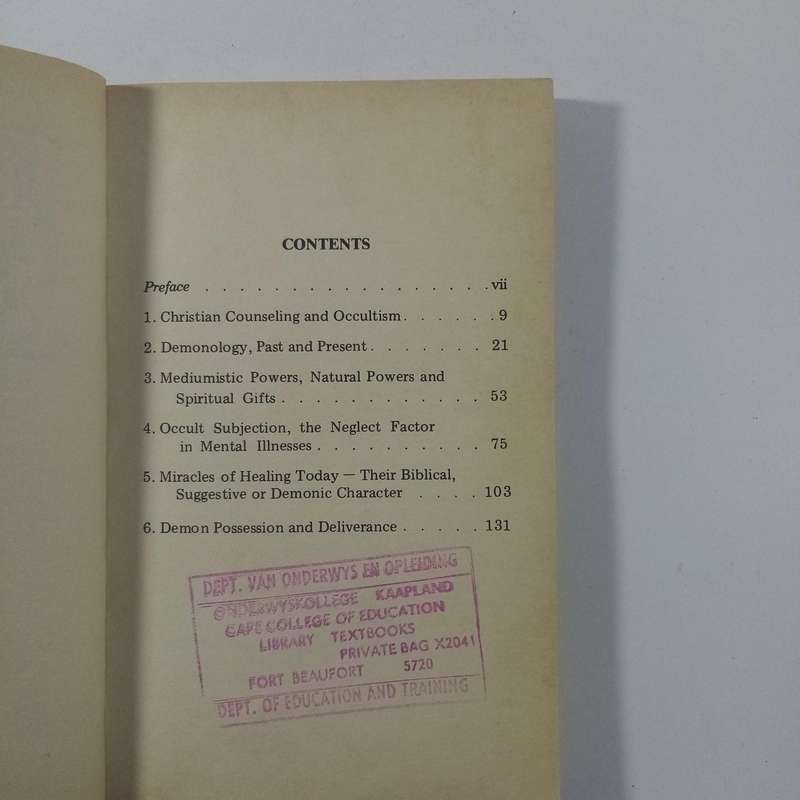 CONTENTS
Preface . . . . . . . . . . . . . . . . . . vii
1. Christian Counseling and Occultism . . . . . . 9
2. Demonology, Past and Present . . . . . . . 21
3. Mediumistic Powers, Natural Powers and
Spiritual Gifts . . . . . . . . . . . . 53
4. Occult Subjection, the Neglect Factor
in Mental Illnesses . . . . . . . . . . 75
5. Miracles of Healing Today — Their Biblical,
Suggestive or Demonic Character . . . . 103
6. Demon Possession and Deliverance . . . . . 131
DEPT. VAN ONDERWYS EN OPLEIDING
ONDERWYSKOLLEGE KAAPLAND
CAPE COLLEGE OF EDUCATION
LIBRARY TEXTBOOKS
PRIVATE BAG X2041
FORT BEAUFORT 5720
DEPT. OF EDUCATION AND TRAINING